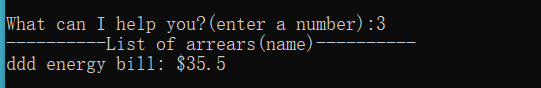 What can I help you?(enter a number):3
----------List of arrears(name)----------
ddd energy bill: $35.5